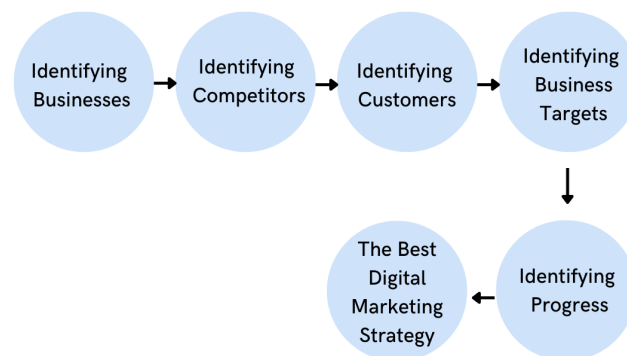 Identifying
Businesses
Identifying
Competitors
Identifying
Customers
Identifying
Business
Targets
Identifying
Progress
The Best
Digital
Marketing
Strategy